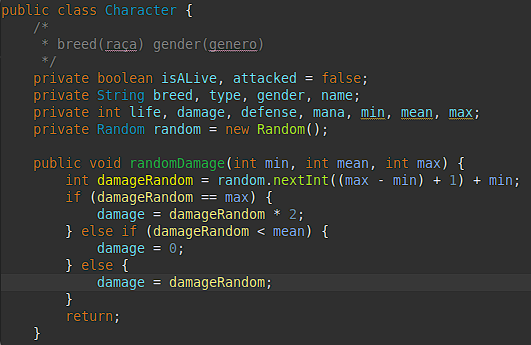 public class Character {
    /*
     * breed(raça) gender(genero)
     */
    private boolean isALive, attacked = false;
    private String breed, type, gender, name;
    private int life, damage, defense, mana, min, mean, max;
    private Random random = new Random();

    public void randomDamage(int min, int mean, int max) {
        int damageRandom = random.nextInt((max - min) + 1) + min;
        if (damageRandom == max) {
            damage = damageRandom * 2;
        } else if (damageRandom < mean) {
            damage = 0;
        } else {
            damage = damageRandom;
        }
        return;
    }